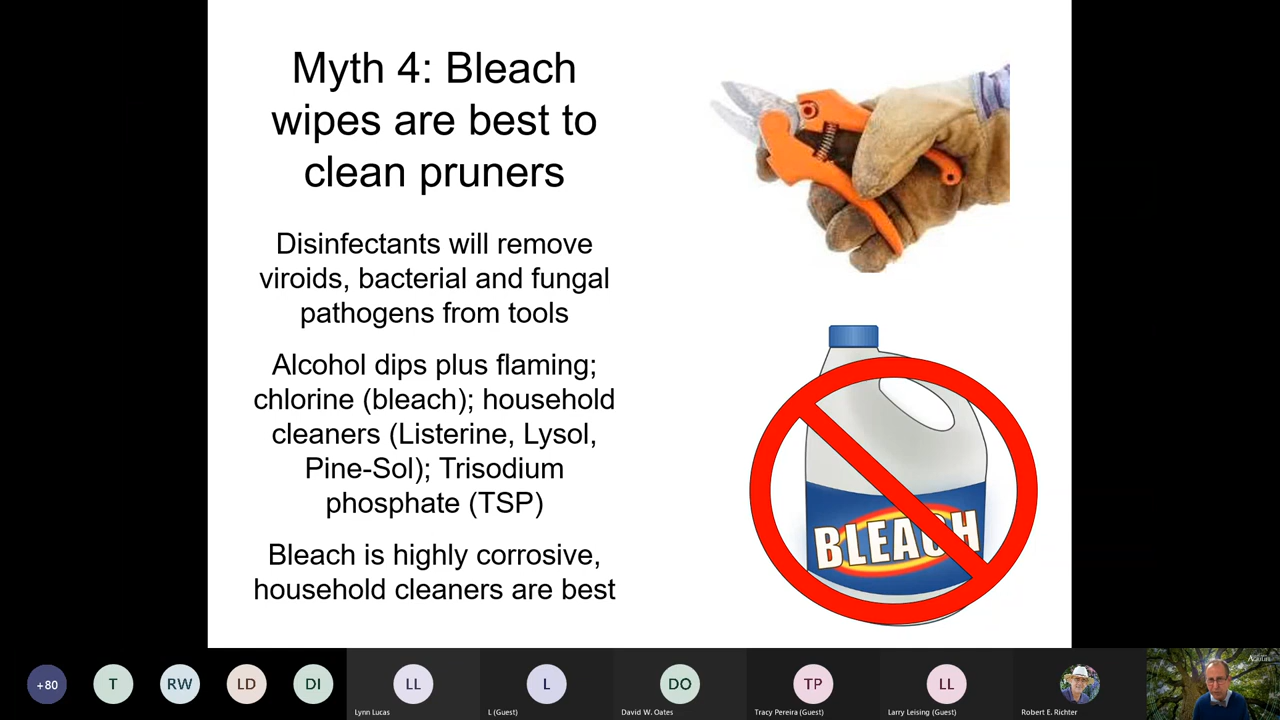 Myth 4: Bleach
wipes are best to
clean pruners
Disinfectants will remove
viroids, bacterial and fungal
pathogens from tools
Alcohol dips plus flaming;
chlorine (bleach); household
cleaners (Listerine, Lysol,
Pine-Sol); Trisodium
phosphate (TSP)
Bleach is highly corrosive,
household cleaners are best
BLEACH
+80
T
RW
LD
DI
LL
Lynn Lucas
L
L (Guest)
DO
David W. Oates
TP
Tracy Pereira (Guest)
LL
Larry Leising (Guest)
Robert E. Richter